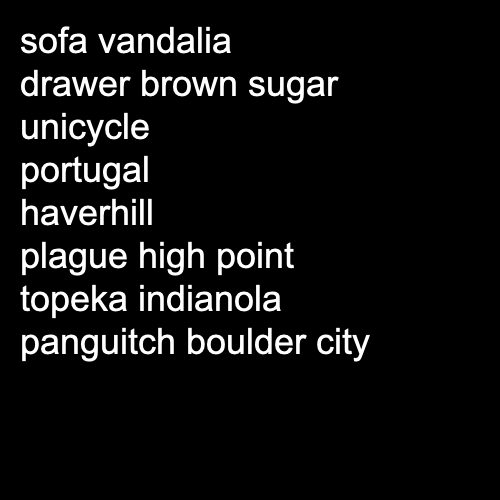 sofa vandalia
drawer brown sugar
unicycle
portugal
haverhill
plague high point
topeka indianola
panguitch boulder city